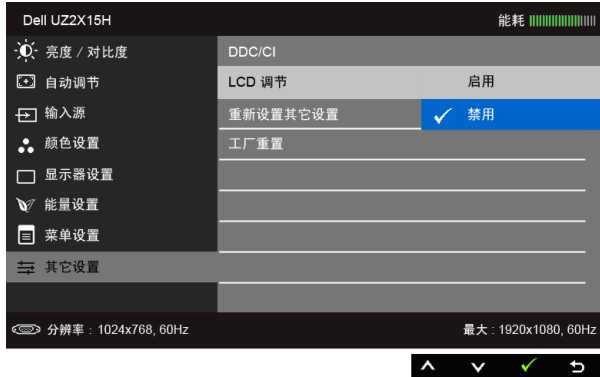 Dell UZ2X15H 能耗
亮度 / 对比度
自动调节
输入源
颜色设置
显示器设置
能量设置
菜单设置
其它设置
DDC/CI
LCD 调节 启用
重新设置其它设置 禁用
工厂重置
分辨率 : 1024x768, 60Hz 最大 : 1920x1080, 60Hz